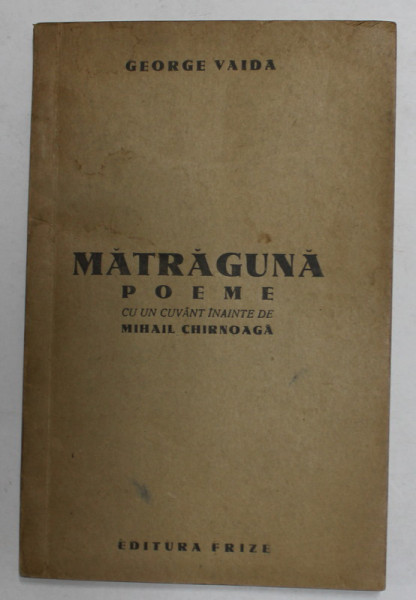 GEORGE VAIDA
MĂTRĂGUNĂ
POEME
CU UN CUVÂNT ÎNAINTE DE
MIHAIL CHIRNOAGĂ
EDITURA FRIZE